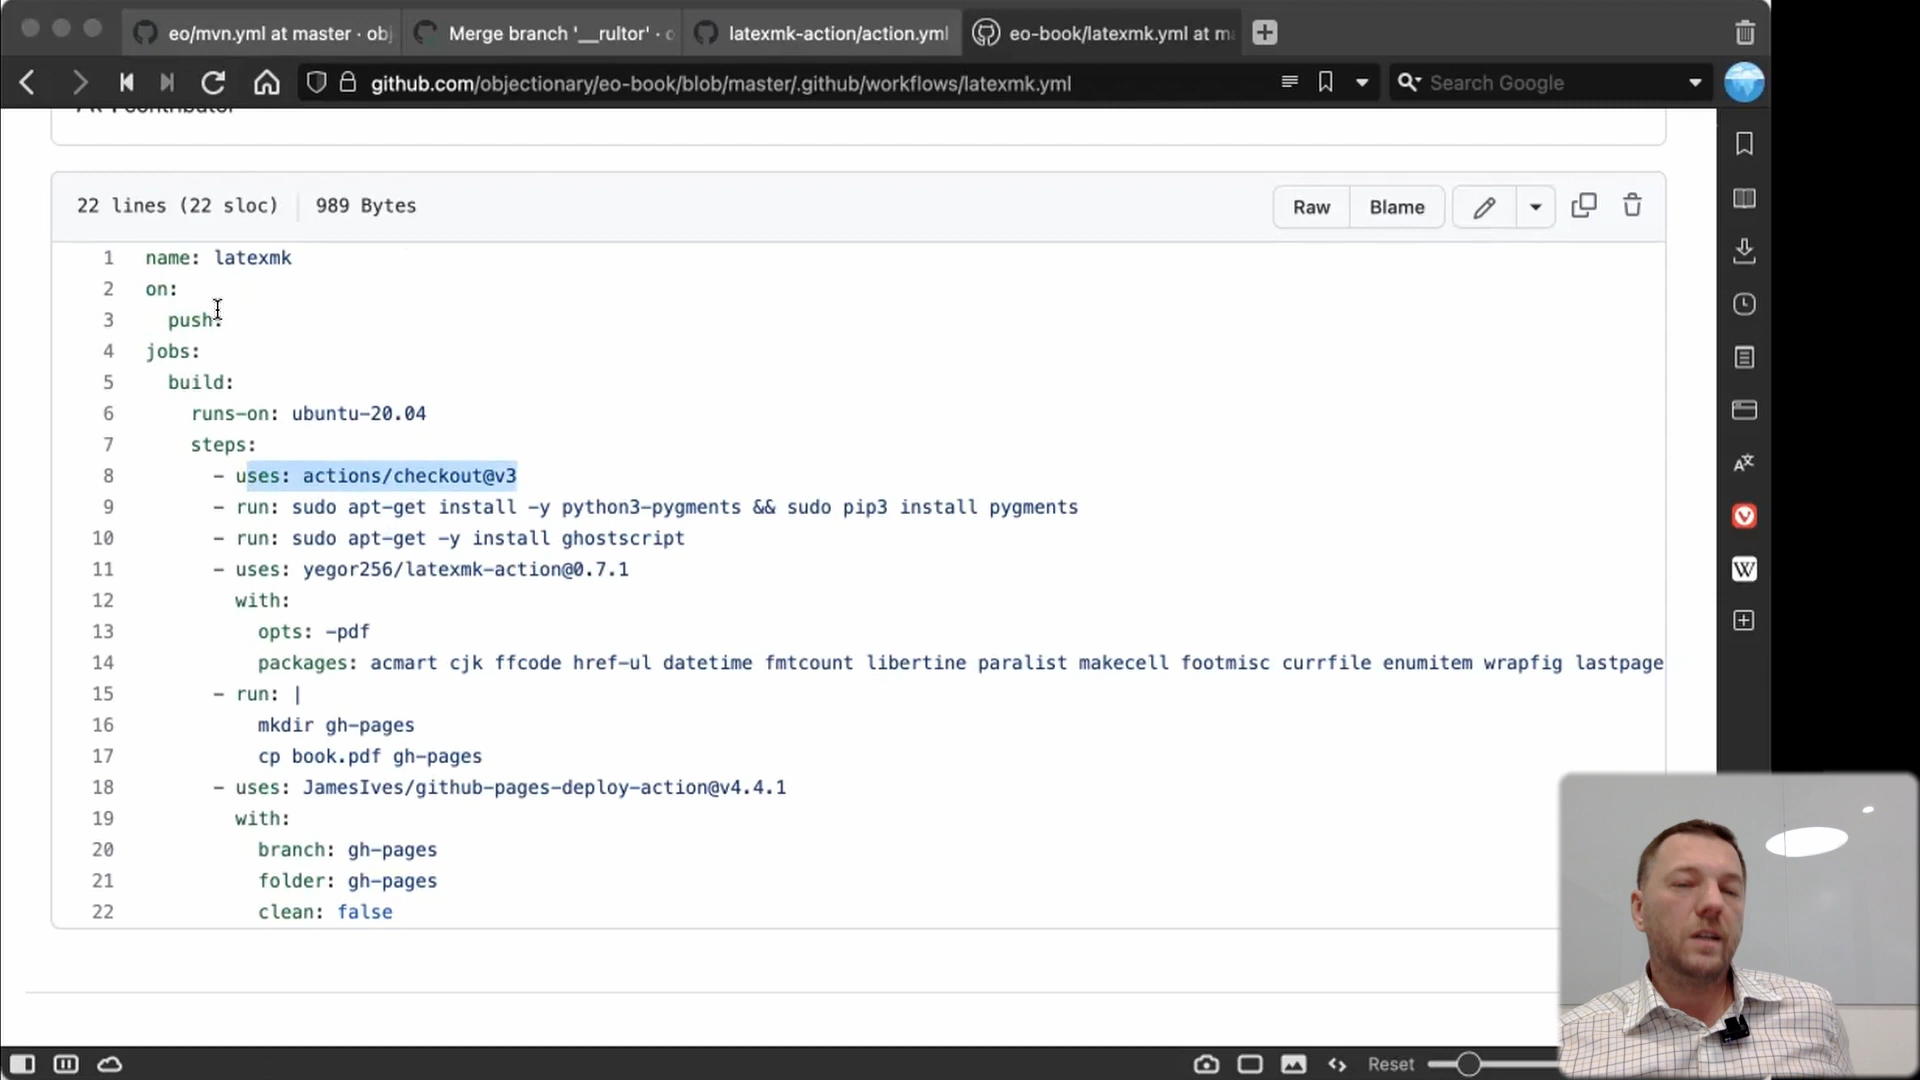 eo/mvn.yml at master · obj
Merge branch '__rultor' · o
latexmk-action/action.yml
eo-book/latexmk.yml at ma
github.com/objectionary/eo-book/blob/master/.github/workflows/latexmk.yml
Search Google
contributor
22 lines (22 sloc) 989 Bytes
Raw
Blame
1 name: latexmk
2 on:
3 push:
4 jobs:
5 build:
6 runs-on: ubuntu-20.04
7 steps:
8 - uses: actions/checkout@v3
9 - run: sudo apt-get install -y python3-pygments && sudo pip3 install pygments
10 - run: sudo apt-get -y install ghostscript
11 - uses: yegor256/latexmk-action@0.7.1
12 with:
13 opts: -pdf
14 packages: acmart cjk ffcode href-ul datetime fmtcount libertine paralist makecell footmisc currfile enumitem wrapfig lastpage
15 - run: |
16 mkdir gh-pages
17 cp book.pdf gh-pages
18 - uses: JamesIves/github-pages-deploy-action@v4.4.1
19 with:
20 branch: gh-pages
21 folder: gh-pages
22 clean: false
W
Reset